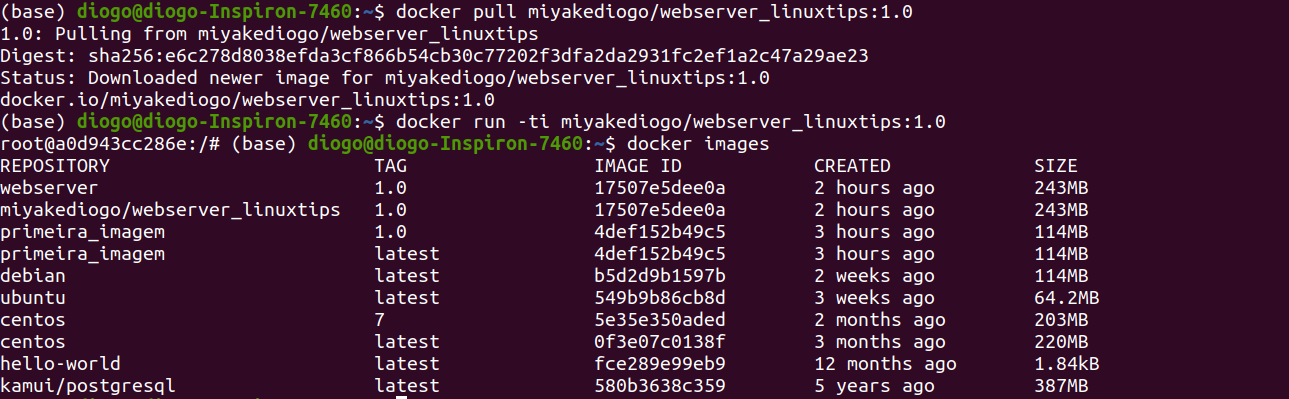 (base) diogo@diogo-Inspiron-7460:~$ docker pull miyakediogo/webserver_linuxtips:1.0
1.0: Pulling from miyakediogo/webserver_linuxtips
Digest: sha256:e6c278d8038efda3cf866b54cb30c77202f3dfa2da2931fc2ef1a2c47a29ae23
Status: Downloaded newer image for miyakediogo/webserver_linuxtips:1.0
docker.io/miyakediogo/webserver_linuxtips:1.0
(base) diogo@diogo-Inspiron-7460:~$ docker run -ti miyakediogo/webserver_linuxtips:1.0
root@a0d943cc286e:/# (base) diogo@diogo-Inspiron-7460:~$ docker images
REPOSITORY TAG IMAGE ID CREATED SIZE
webserver 1.0 17507e5dee0a 2 hours ago 243MB
miyakediogo/webserver_linuxtips 1.0 17507e5dee0a 2 hours ago 243MB
primeira_imagem 1.0 4def152b49c5 3 hours ago 114MB
primeira_imagem latest 4def152b49c5 3 hours ago 114MB
debian latest b5d2d9b1597b 2 weeks ago 114MB
ubuntu latest 549b9b86cb8d 3 weeks ago 64.2MB
centos 7 5e35e350aded 2 months ago 203MB
centos latest 0f3e07c0138f 3 months ago 220MB
hello-world latest fce289e99eb9 12 months ago 1.84kB
kamui/postgresql latest 580b3638c359 5 years ago 387MB